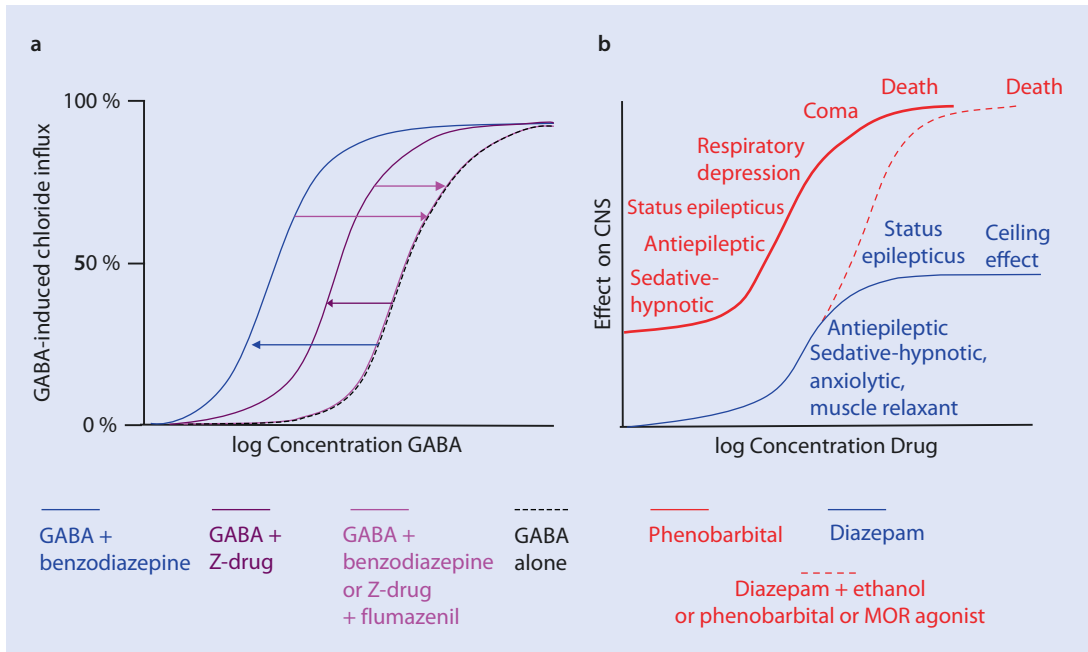 a
100 %
50 %
0 %
GABA-induced chloride influx
log Concentration GABA
GABA +
benzodiazepine
GABA +
Z-drug
GABA +
benzodiazepine
or Z-drug
+ flumazenil
GABA
alone
b
Death
Death
Coma
Respiratory
depression
Status epilepticus
Antiepileptic
Sedative-
hypnotic
Status
epilepticus
Ceiling
effect
Antiepileptic
Sedative-hypnotic,
anxiolytic,
muscle relaxant
Effect on CNS
log Concentration Drug
Phenobarbital
Diazepam
Diazepam + ethanol
or phenobarbital or MOR agonist